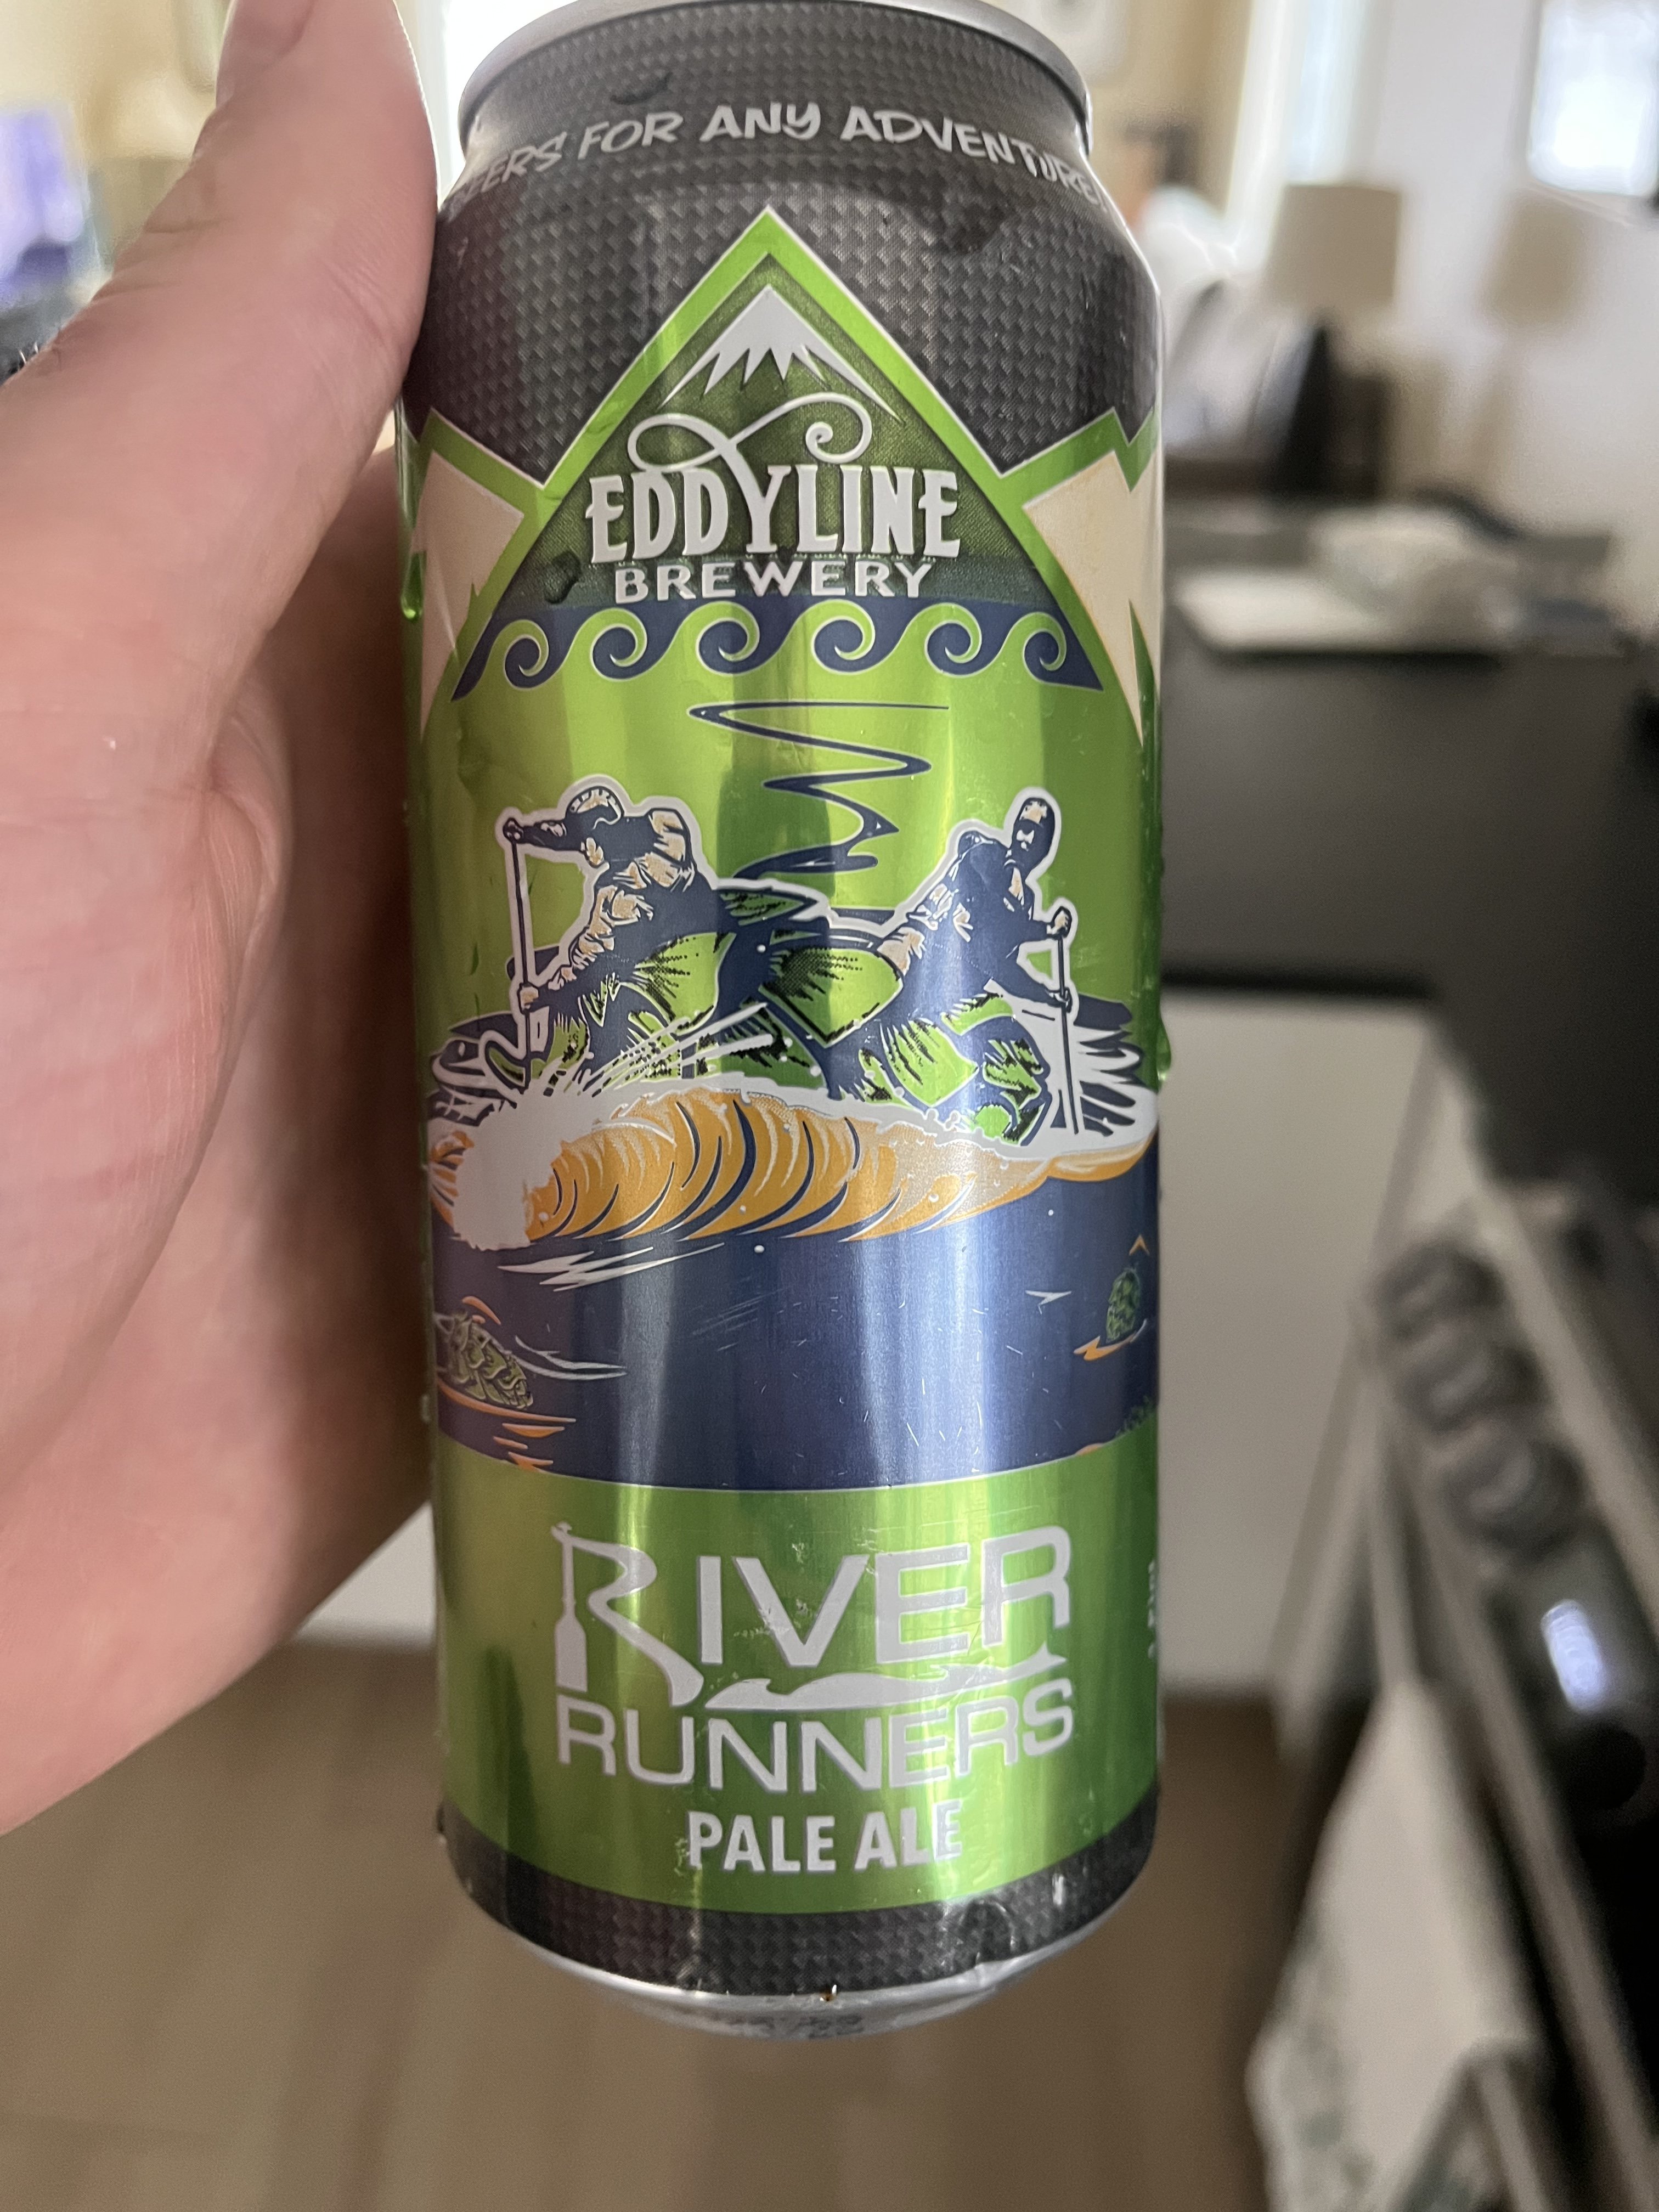 FOR ANY ADVENTURE
EDDYLINE
BREWERY
RIVER
RUNNERS
PALE ALE